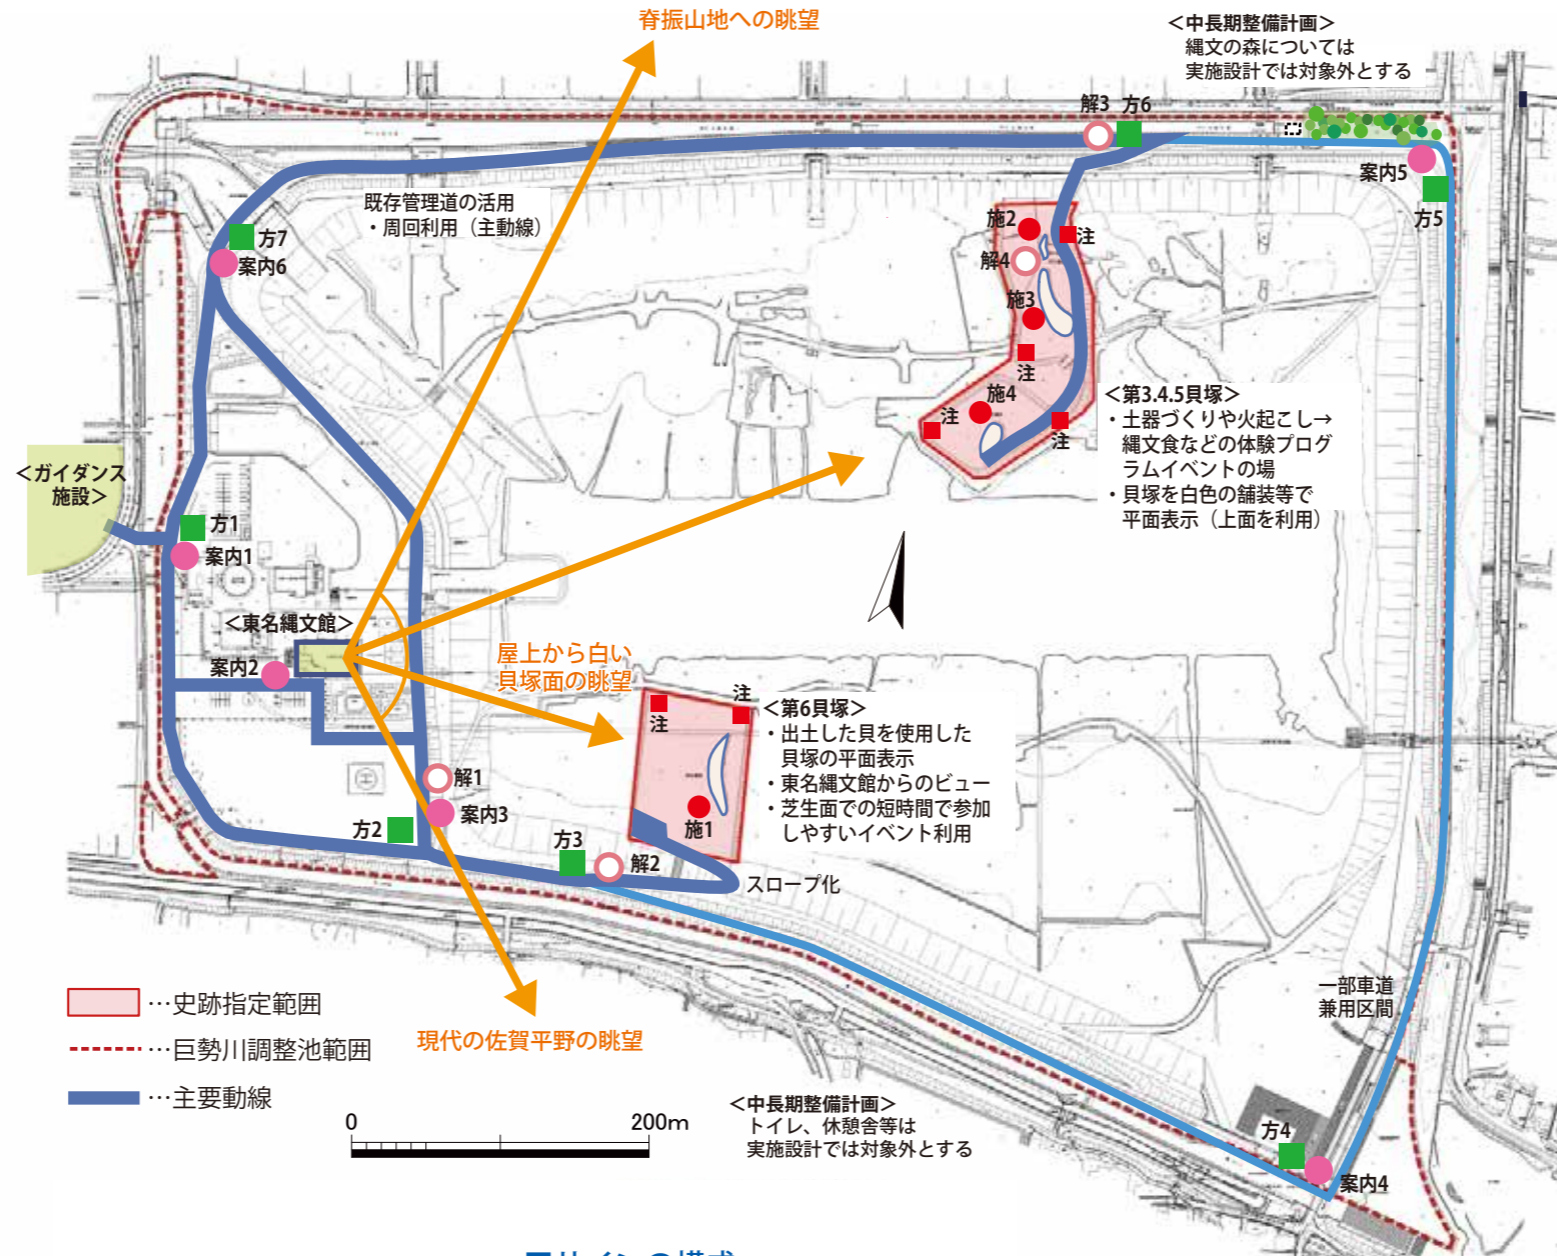 脊振山地への眺望
＜中長期整備計画＞
縄文の森については
実施設計では対象外とする
解3 方6
案内5
方5
既存管理道の活用
・周回利用（主動線）
方7
案内6
施2
注
解4
施3
注
施4
注
注
＜第3.4.5貝塚＞
・土器づくりや火起こし→
縄文食などの体験プログ
ラムイベントの場
・貝塚を白色の舗装等で
平面表示（上面を利用）
＜ガイダンス
施設＞
方1
案内1
＜東名縄文館＞
案内2
屋上から白い
貝塚面の眺望
注
注
＜第6貝塚＞
・出土した貝を使用した
貝塚の平面表示
・東名縄文館からのビュー
・芝生面での短時間で参加
しやすいイベント利用
解1
案内3
方2
施1
方3
解2
スロープ化
一部車道
兼用区間
…史跡指定範囲
…巨勢川調整池範囲
…主要動線
現代の佐賀平野の眺望
0 200m
＜中長期整備計画＞
トイレ、休憩舎等は
実施設計では対象外とする
方4
案内4